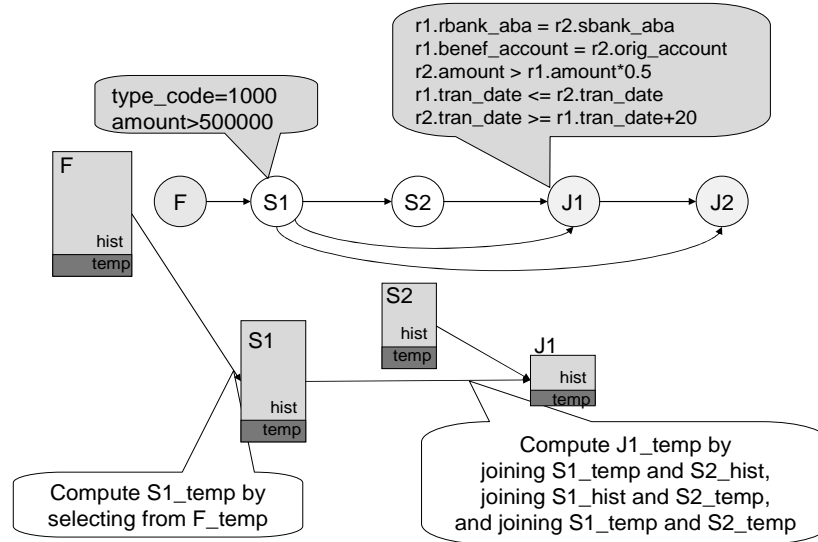 r1.rbank_aba = r2.sbank_aba
r1.benef_account = r2.orig_account
r2.amount > r1.amount*0.5
r1.tran_date <= r2.tran_date
r2.tran_date >= r1.tran_date+20
type_code=1000
amount>500000
F
hist
temp
F
S1
S2
J1
J2
S2
hist
temp
S1
hist
temp
J1
hist
temp
Compute S1_temp by
selecting from F_temp
Compute J1_temp by
joining S1_temp and S2_hist,
joining S1_hist and S2_temp,
and joining S1_temp and S2_temp